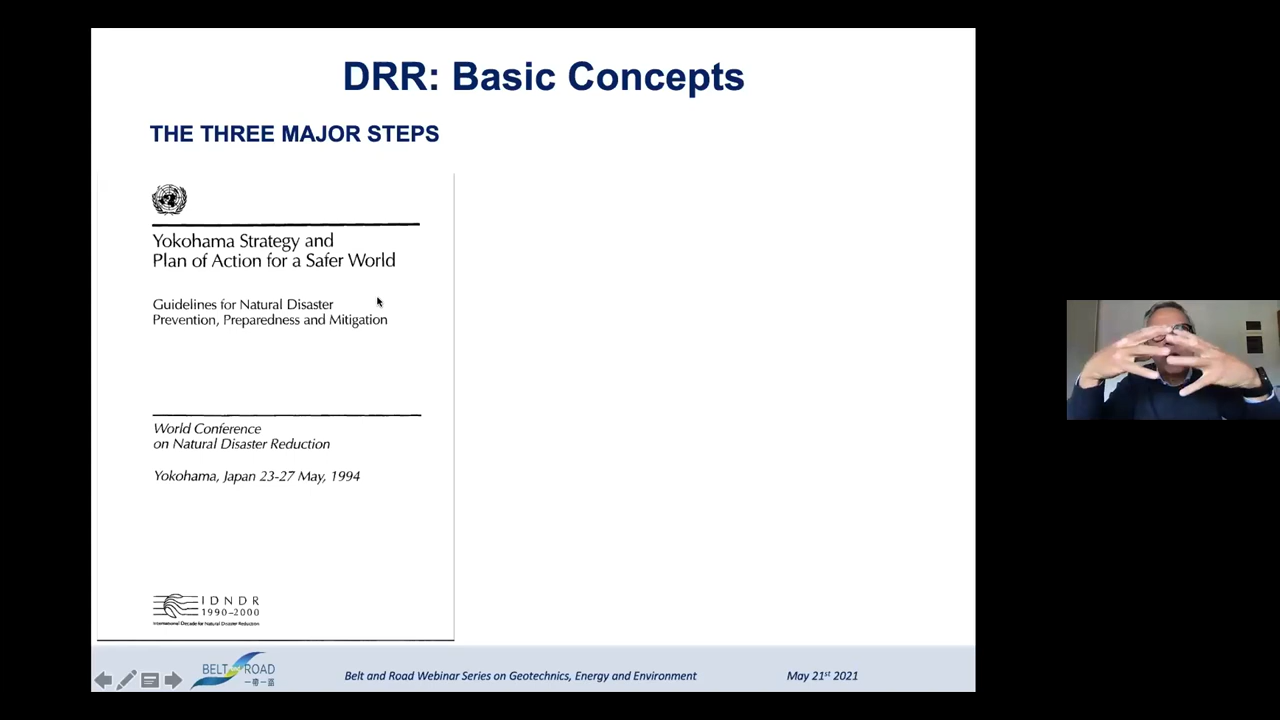 DRR: Basic Concepts
THE THREE MAJOR STEPS
Yokohama Strategy and
Plan of Action for a Safer World
Guidelines for Natural Disaster
Prevention, Preparedness and Mitigation
World Conference
on Natural Disaster Reduction
Yokohama, Japan 23-27 May, 1994
IDNDR
1990-2000
International Decade for Natural Disaster Reduction
BELT ROAD
一帶一路
Belt and Road Webinar Series on Geotechnics, Energy and Environment
May 21st 2021